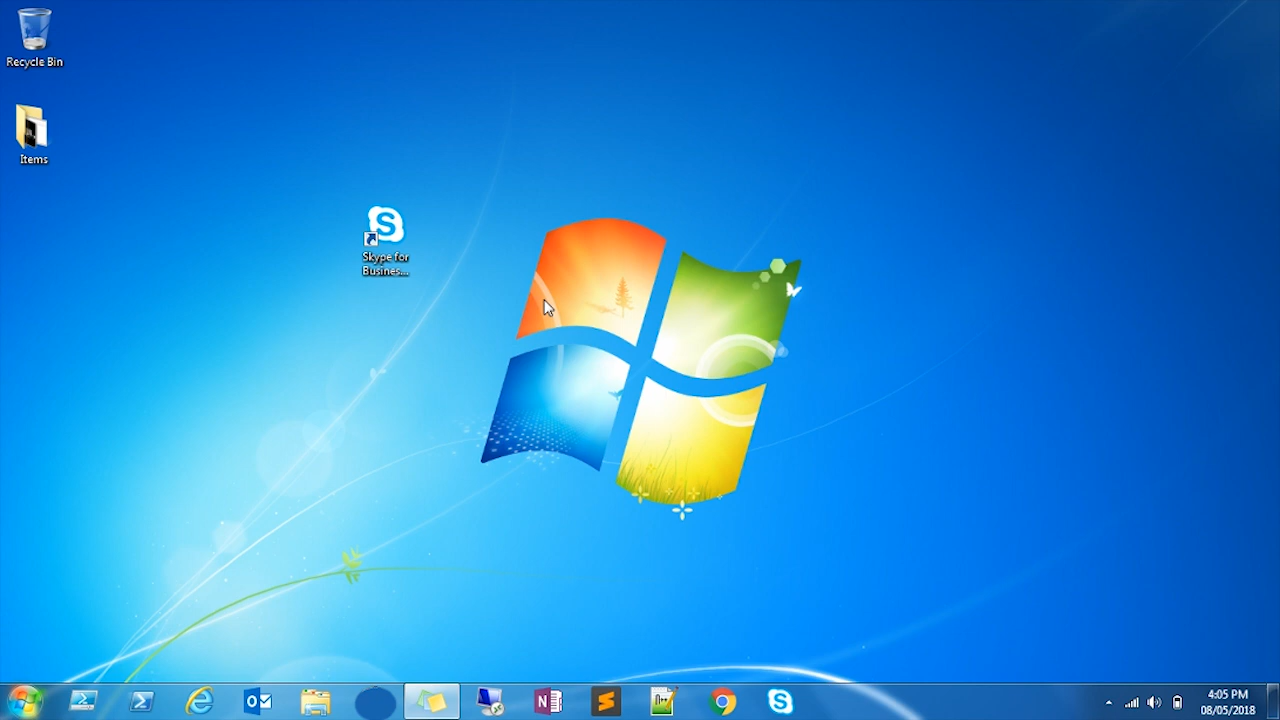 Recycle Bin
Items
Skype for
Busines...
4:05 PM
08/05/2018